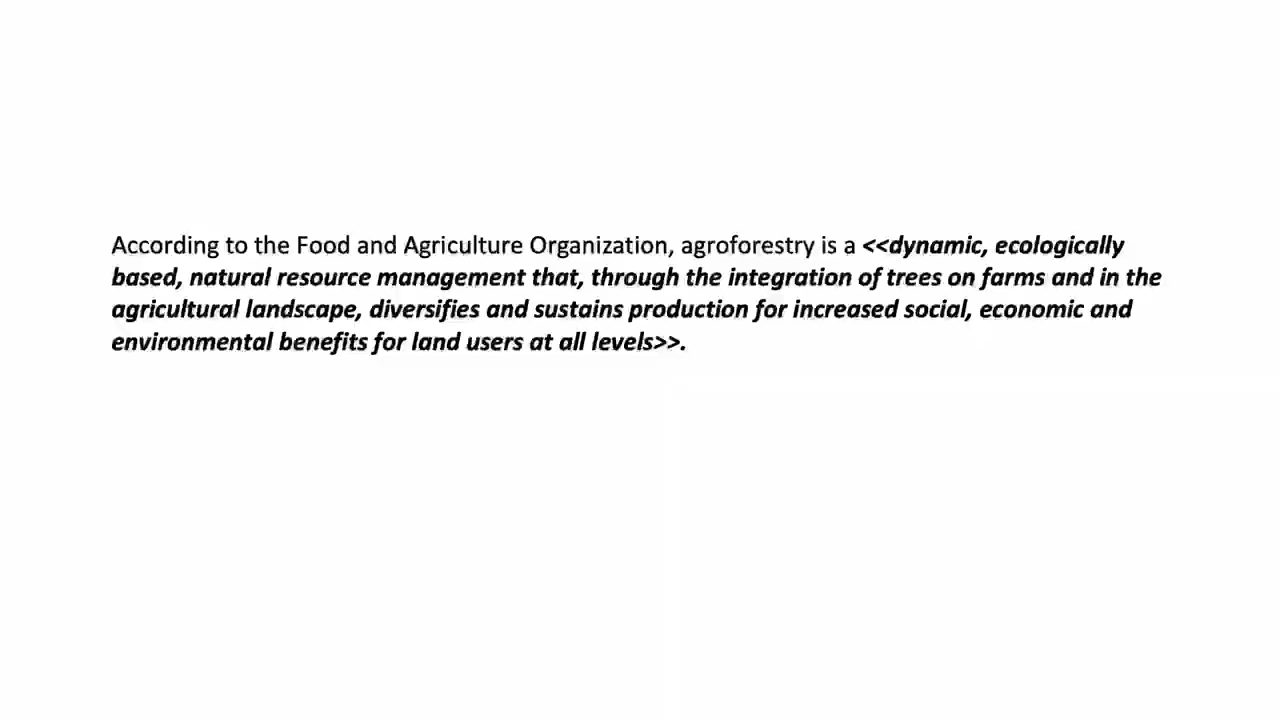 According to the Food and Agriculture Organization, agroforestry is a <<dynamic, ecologically
based, natural resource management that, through the integration of trees on farms and in the
agricultural landscape, diversifies and sustains production for increased social, economic and
environmental benefits for land users at all levels>>.